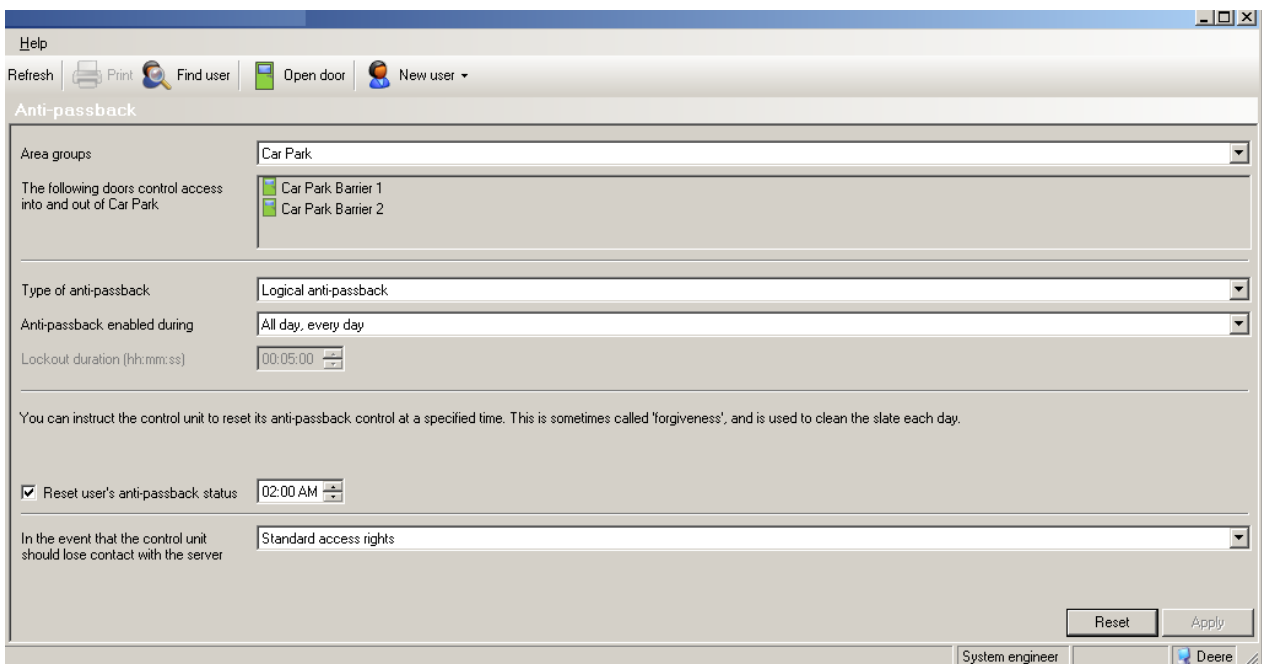 Help
Refresh Print Find user Open door New user
Anti-passback
Area groups Car Park
The following doors control access
into and out of Car Park
Car Park Barrier 1
Car Park Barrier 2
Type of anti-passback Logical anti-passback
Anti-passback enabled during All day, every day
Lockout duration (hh:mm:ss) 00:05:00
You can instruct the control unit to reset its anti-passback control at a specified time. This is sometimes called 'forgiveness', and is used to clean the slate each day.
Reset user's anti-passback status 02:00 AM
In the event that the control unit
should lose contact with the server
Standard access rights
Reset Apply
System engineer Deere